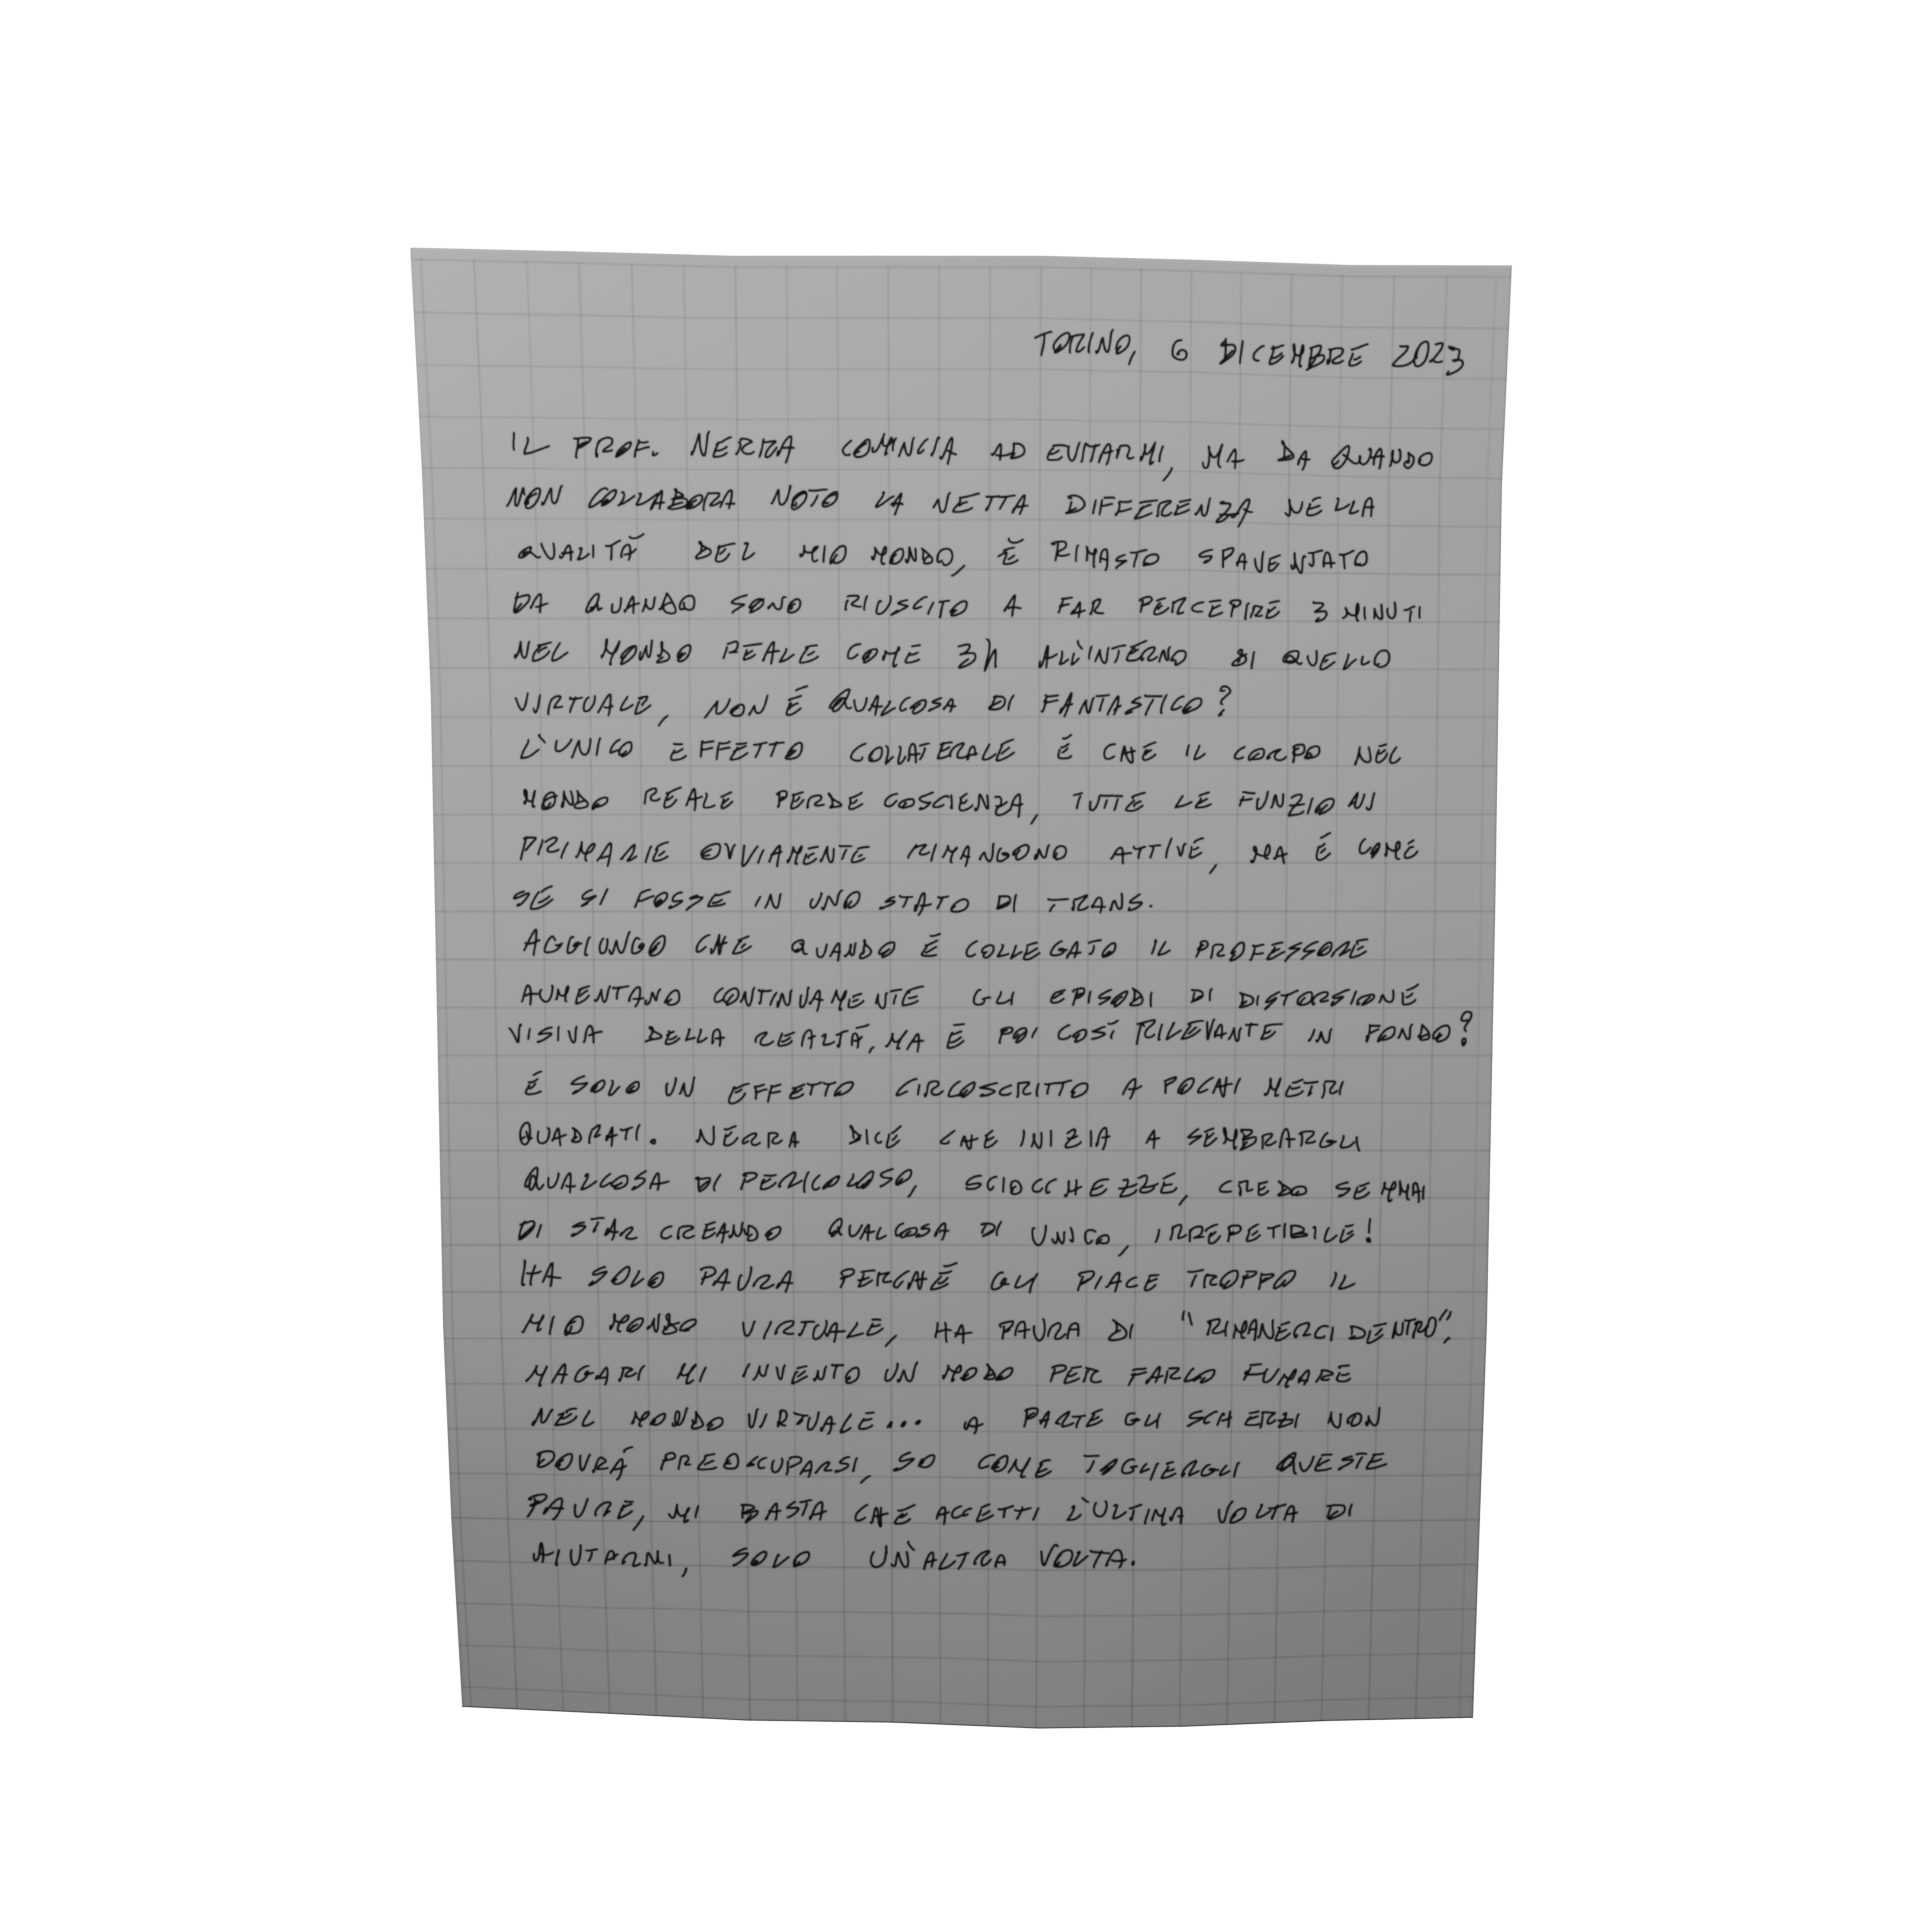 TORINO, 6 DICEMBRE 2023
IL PROF. NERRA COMINCIA AD EVITARMI, MA DA QUANDO
NON COLLABORA NOTO LA NETTA DIFFERENZA NELLA
QUALITÀ DEL MIO MONDO, È RIMASTO SPAVENTATO
DA QUANDO SONO RIUSCITO A FAR PERCEPIRE 3 MINUTI
NEL MONDO REALE COME 3h ALL'INTERNO DI QUELLO
VIRTUALE, NON É QUALCOSA DI FANTASTICO?
L'UNICO EFFETTO COLLATERALE É CHE IL CORPO NEL
MONDO REALE PERDE COSCIENZA, TUTTE LE FUNZIONI
PRIMARIE OVVIAMENTE RIMANGONO ATTIVE, MA É COME
SE SI FOSSE IN UNO STATO DI TRANS.
AGGIUNGO CHE QUANDO É COLLEGATO IL PROFESSORE
AUMENTANO CONTINUAMENTE GLI EPISODI DI DISTORSIONE
VISIVA DELLA REALTÁ, MA É POI COSÍ RILEVANTE IN FONDO?
É SOLO UN EFFETTO CIRCOSCRITTO A POCHI METRI
QUADRATI. NERRA DICE CHE INIZIA A SEMBRARGLI
QUALCOSA DI PERICOLOSO, SCIOCCHEZZE, CREDO SEMMAI
DI STAR CREANDO QUALCOSA DI UNICO, IRREPETIBILE!
HA SOLO PAURA PERCHÉ GLI PIACE TROPPO IL
MIO MONDO VIRTUALE, HA PAURA DI "RIMANERCI DENTRO".
MAGARI MI INVENTO UN MODO PER FARLO FUMARE
NEL MONDO VIRTUALE... A PARTE GLI SCHERZI NON
DOVRÁ PREOCCUPARSI, SO COME TOGLIERGLI QUESTE
PAURE, MI BASTA CHE ACCETTI L'ULTIMA VOLTA DI
AIUTARMI, SOLO UN'ALTRA VOLTA.